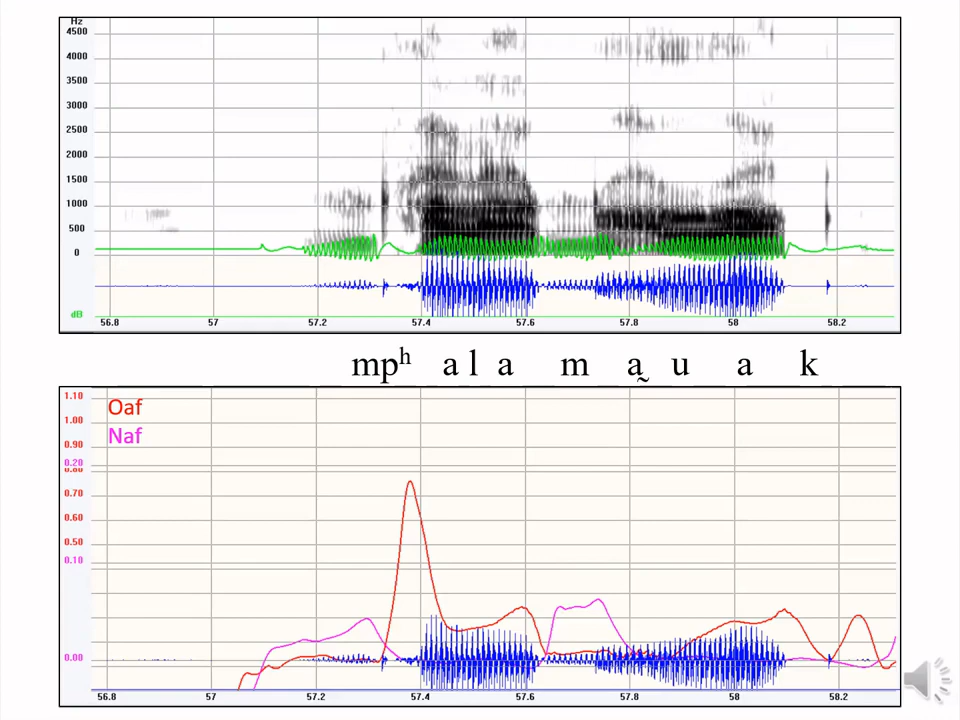 Hz
4500
4000
3500
3000
2500
2000
1500
1000
500
0
dB
56.8 57 57.2 57.4 57.6 57.8 58 58.2
mpʰ a l a m a̰ u a k
Oaf
Naf
1.10
1.00
0.90
0.20
0.80
0.70
0.60
0.50
0.10
0.00
56.8 57 57.2 57.4 57.6 57.8 58 58.2